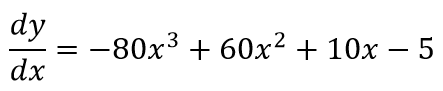 dy/dx = −80x³ + 60x² + 10x − 5